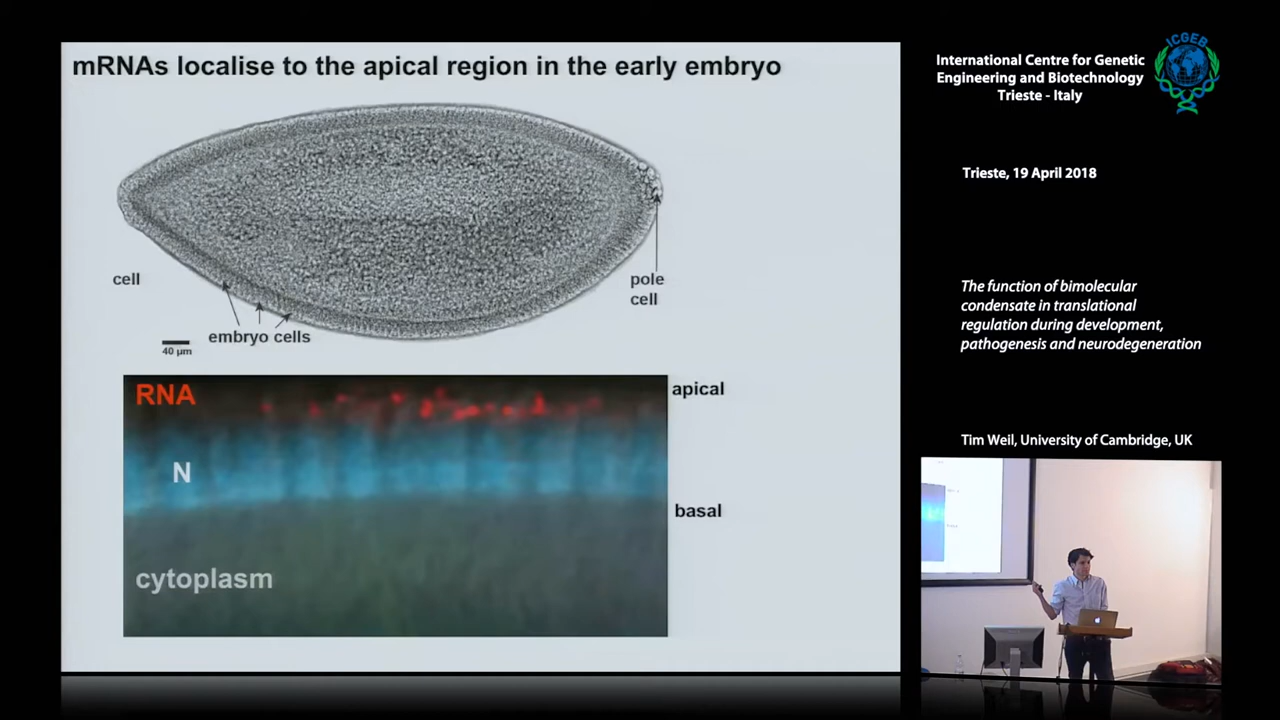 mRNAs localise to the apical region in the early embryo
cell
pole
cell
embryo cells
40 µm
RNA
apical
N
basal
cytoplasm
ICGEB
International Centre for Genetic
Engineering and Biotechnology
Trieste - Italy
Trieste, 19 April 2018
The function of bimolecular
condensate in translational
regulation during development,
pathogenesis and neurodegeneration
Tim Weil, University of Cambridge, UK